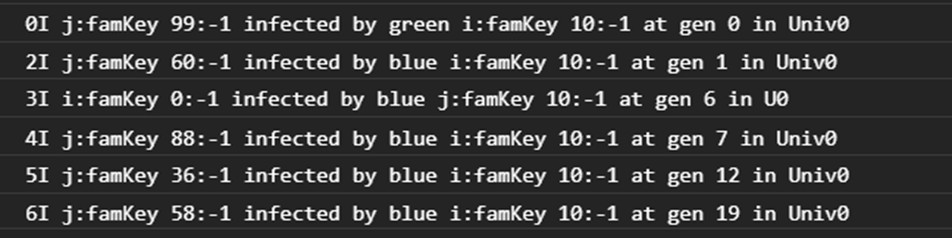 0I j:famKey 99:-1 infected by green i:famKey 10:-1 at gen 0 in Univ0
2I j:famKey 60:-1 infected by blue i:famKey 10:-1 at gen 1 in Univ0
3I i:famKey 0:-1 infected by blue j:famKey 10:-1 at gen 6 in U0
4I j:famKey 88:-1 infected by blue i:famKey 10:-1 at gen 7 in Univ0
5I j:famKey 36:-1 infected by blue i:famKey 10:-1 at gen 12 in Univ0
6I j:famKey 58:-1 infected by blue i:famKey 10:-1 at gen 19 in Univ0